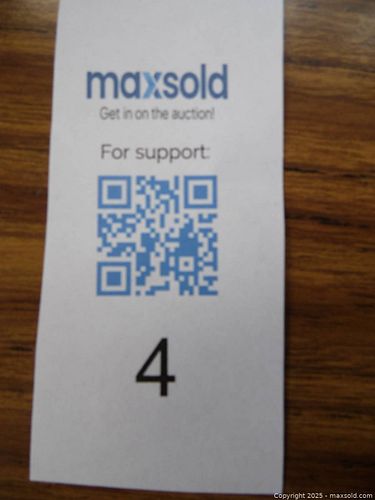 maxsold
Get in on the auction!
For support:
4
Copyright 2025 - maxsold.com